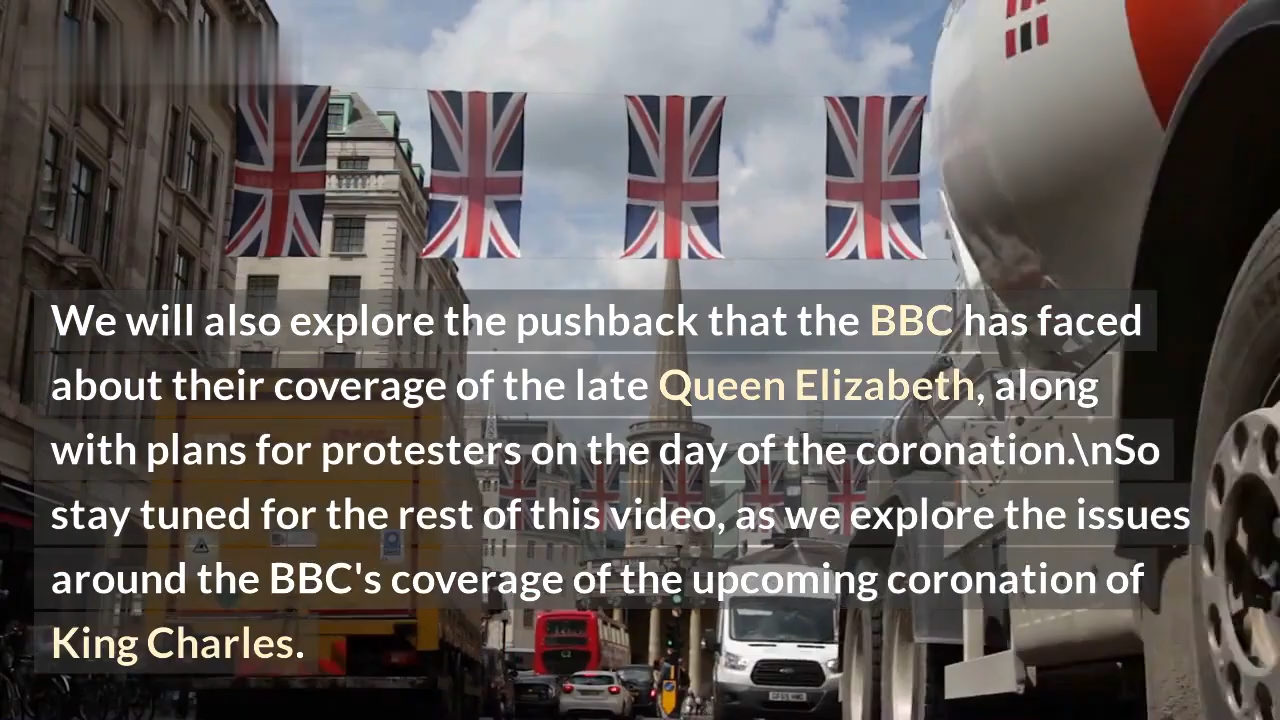 We will also explore the pushback that the BBC has faced
about their coverage of the late Queen Elizabeth, along
with plans for protesters on the day of the coronation.\nSo
stay tuned for the rest of this video, as we explore the issues
around the BBC's coverage of the upcoming coronation of
King Charles.